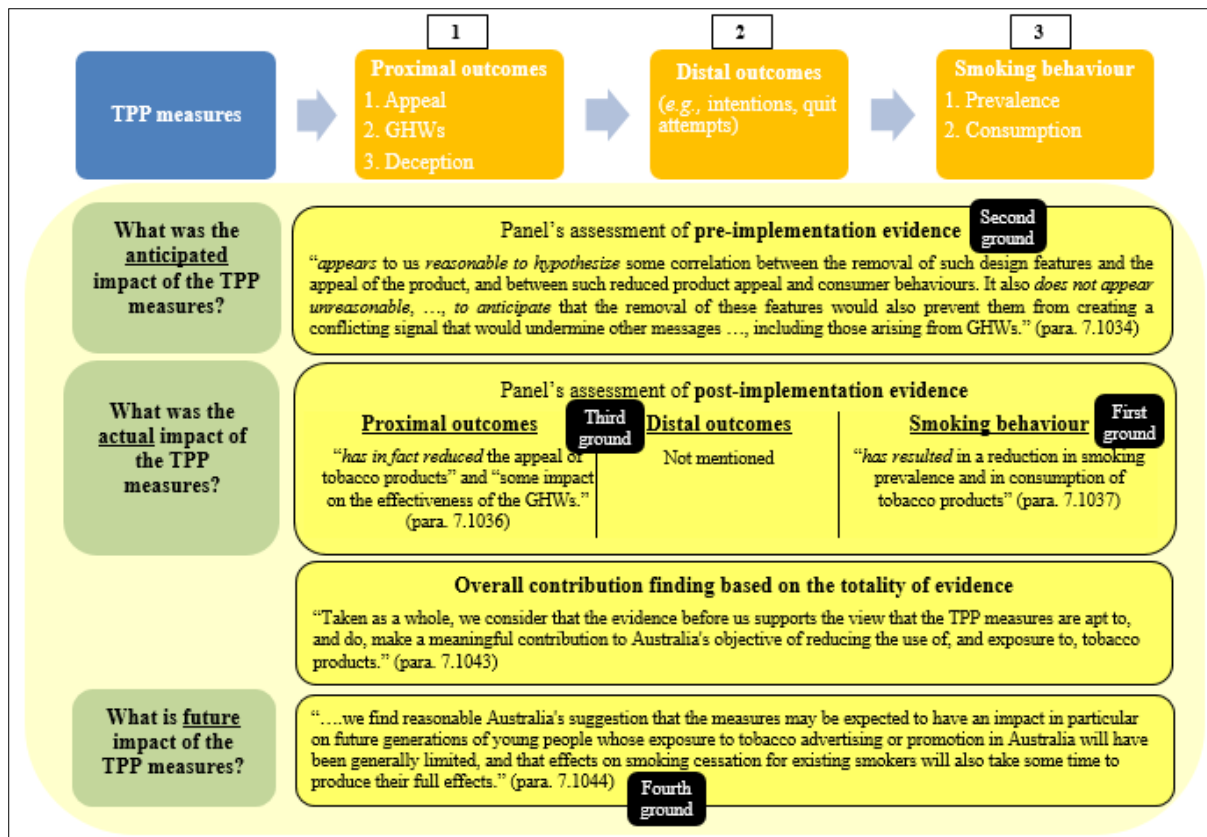 1
2
3
TPP measures
Proximal outcomes
1. Appeal
2. GHWs
3. Deception
Distal outcomes
(e.g., intentions, quit
attempts)
Smoking behaviour
1. Prevalence
2. Consumption
What was the
anticipated
impact of the TPP
measures?
Panel's assessment of pre-implementation evidence
Second
ground
“appears to us reasonable to hypothesize some correlation between the removal of such design features and the
appeal of the product, and between such reduced product appeal and consumer behaviours. It also does not appear
unreasonable, …, to anticipate that the removal of these features would also prevent them from creating a
conflicting signal that would undermine other messages …, including those arising from GHWs.” (para. 7.1034)
What was the
actual impact of
the TPP
measures?
Panel's assessment of post-implementation evidence
Proximal outcomes
“has in fact reduced the appeal of
tobacco products” and “some impact
on the effectiveness of the GHWs.”
(para. 7.1036)
Third
ground
Distal outcomes
Not mentioned
Smoking behaviour
First
ground
“has resulted in a reduction in smoking
prevalence and in consumption of
tobacco products” (para. 7.1037)
Overall contribution finding based on the totality of evidence
“Taken as a whole, we consider that the evidence before us supports the view that the TPP measures are apt to,
and do, make a meaningful contribution to Australia's objective of reducing the use of, and exposure to, tobacco
products.” (para. 7.1043)
What is future
impact of the
TPP measures?
“….we find reasonable Australia's suggestion that the measures may be expected to have an impact in particular
on future generations of young people whose exposure to tobacco advertising or promotion in Australia will have
been generally limited, and that effects on smoking cessation for existing smokers will also take some time to
produce their full effects.” (para. 7.1044)
Fourth
ground